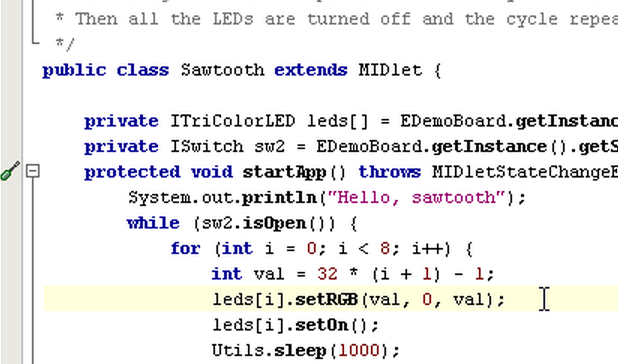 * Then all the LEDs are turned off and the cycle repea
*/
public class Sawtooth extends MIDlet {
private ITriColorLED leds[] = EDemoBoard.getInstanc
private ISwitch sw2 = EDemoBoard.getInstance().getS
protected void startApp() throws MIDletStateChangeE
System.out.println("Hello, sawtooth");
while (sw2.isOpen()) {
for (int i = 0; i < 8; i++) {
int val = 32 * (i + 1) - 1;
leds[i].setRGB(val, 0, val);
leds[i].setOn();
Utils.sleep(1000);